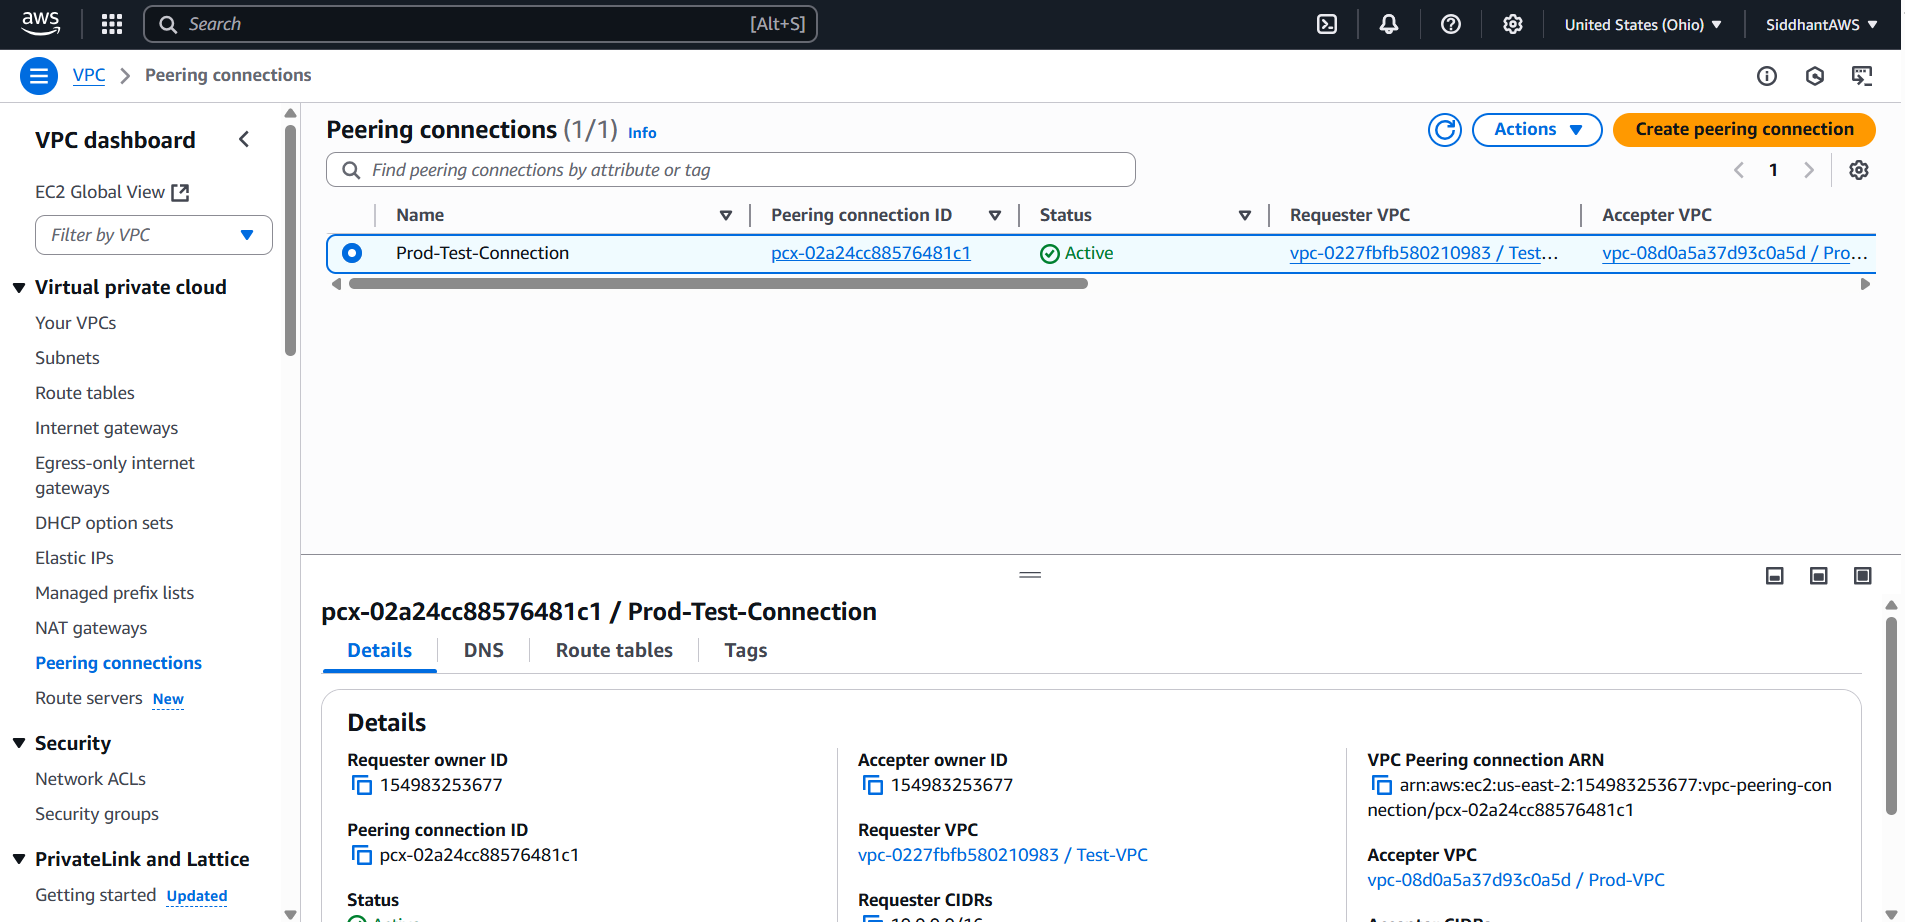 aws
Search
[Alt+S]
United States (Ohio)
SiddhantAWS
VPC
Peering connections
VPC dashboard
EC2 Global View
Filter by VPC
Virtual private cloud
Your VPCs
Subnets
Route tables
Internet gateways
Egress-only internet
gateways
DHCP option sets
Elastic IPs
Managed prefix lists
NAT gateways
Peering connections
Route servers New
Security
Network ACLs
Security groups
PrivateLink and Lattice
Getting started Updated
Peering connections (1/1) Info
Actions
Create peering connection
Find peering connections by attribute or tag
1
Name
Peering connection ID
Status
Requester VPC
Accepter VPC
Prod-Test-Connection
pcx-02a24cc88576481c1
Active
vpc-0227fbfb580210983 / Test...
vpc-08d0a5a37d93c0a5d / Pro...
pcx-02a24cc88576481c1 / Prod-Test-Connection
Details
DNS
Route tables
Tags
Details
Requester owner ID
154983253677
Peering connection ID
pcx-02a24cc88576481c1
Status
Accepter owner ID
154983253677
Requester VPC
vpc-0227fbfb580210983 / Test-VPC
Requester CIDRs
VPC Peering connection ARN
arn:aws:ec2:us-east-2:154983253677:vpc-peering-con
nection/pcx-02a24cc88576481c1
Accepter VPC
vpc-08d0a5a37d93c0a5d / Prod-VPC